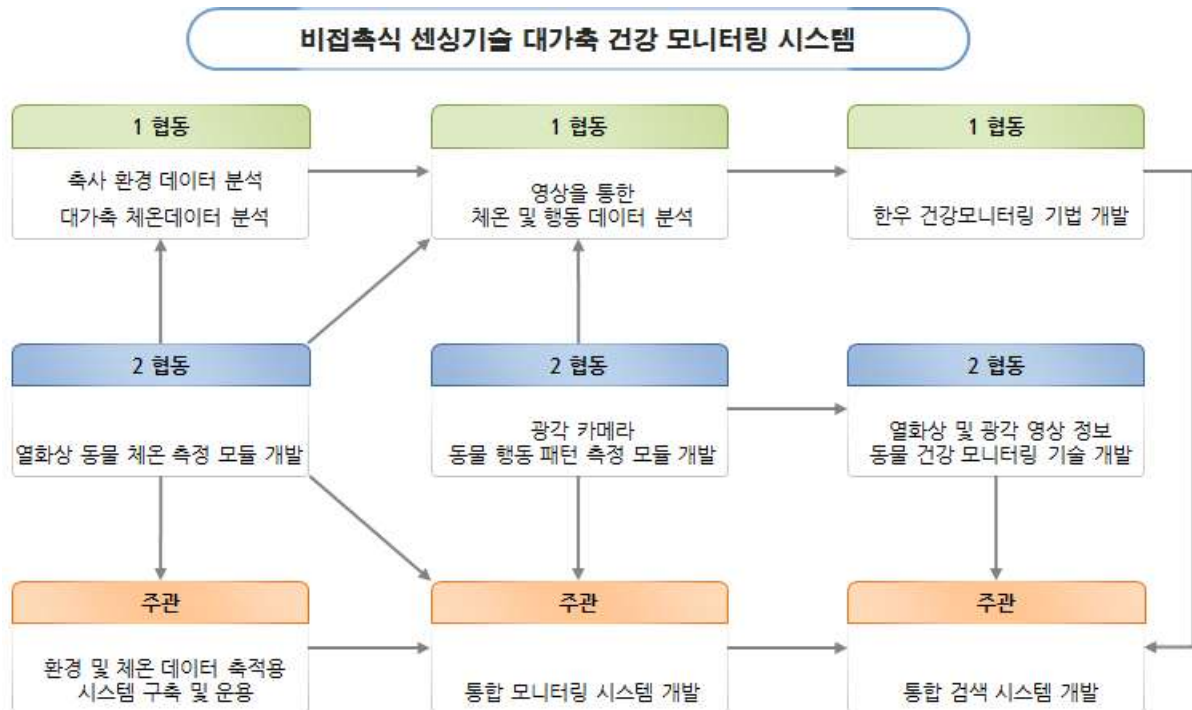 비접촉식 센싱기술 대가축 건강 모니터링 시스템
1 협동
축사 환경 데이터 분석
대가축 체온데이터 분석
1 협동
영상을 통한
체온 및 행동 데이터 분석
1 협동
한우 건강모니터링 기법 개발
2 협동
열화상 동물 체온 측정 모듈 개발
2 협동
광각 카메라
동물 행동 패턴 측정 모듈 개발
2 협동
열화상 및 광각 영상 정보
동물 건강 모니터링 기술 개발
주관
환경 및 체온 데이터 축적용
시스템 구축 및 운용
주관
통합 모니터링 시스템 개발
주관
통합 검색 시스템 개발